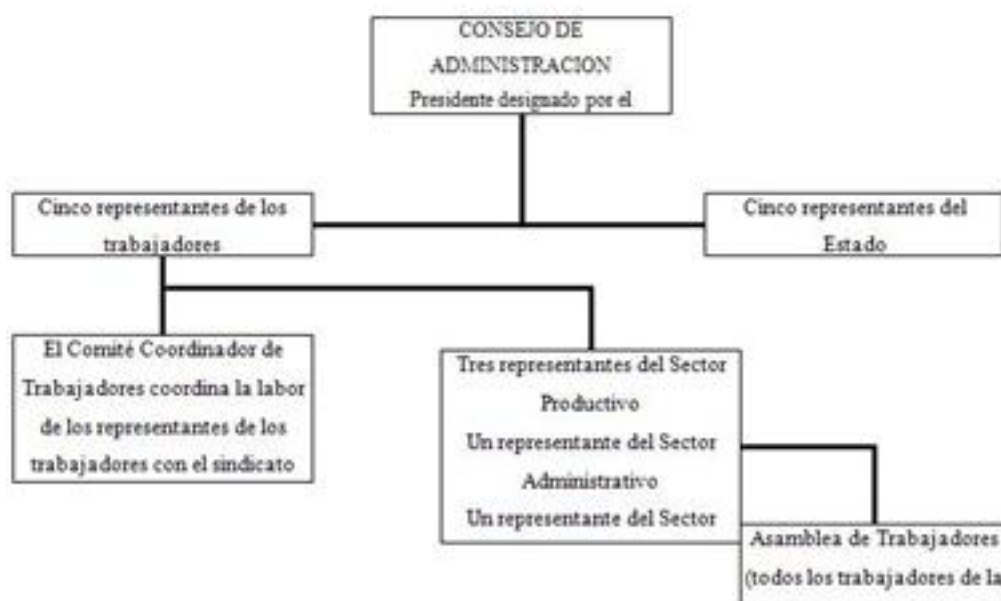 CONSEJO DE
ADMINISTRACION
Presidente designado por el
Cinco representantes de los
trabajadores
Cinco representantes del
Estado
El Comité Coordinador de
Trabajadores coordina la labor
de los representantes de los
trabajadores con el sindicato
Tres representantes del Sector
Productivo
Un representante del Sector
Administrativo
Un representante del Sector
Asamblea de Trabajadores
(todos los trabajadores de la